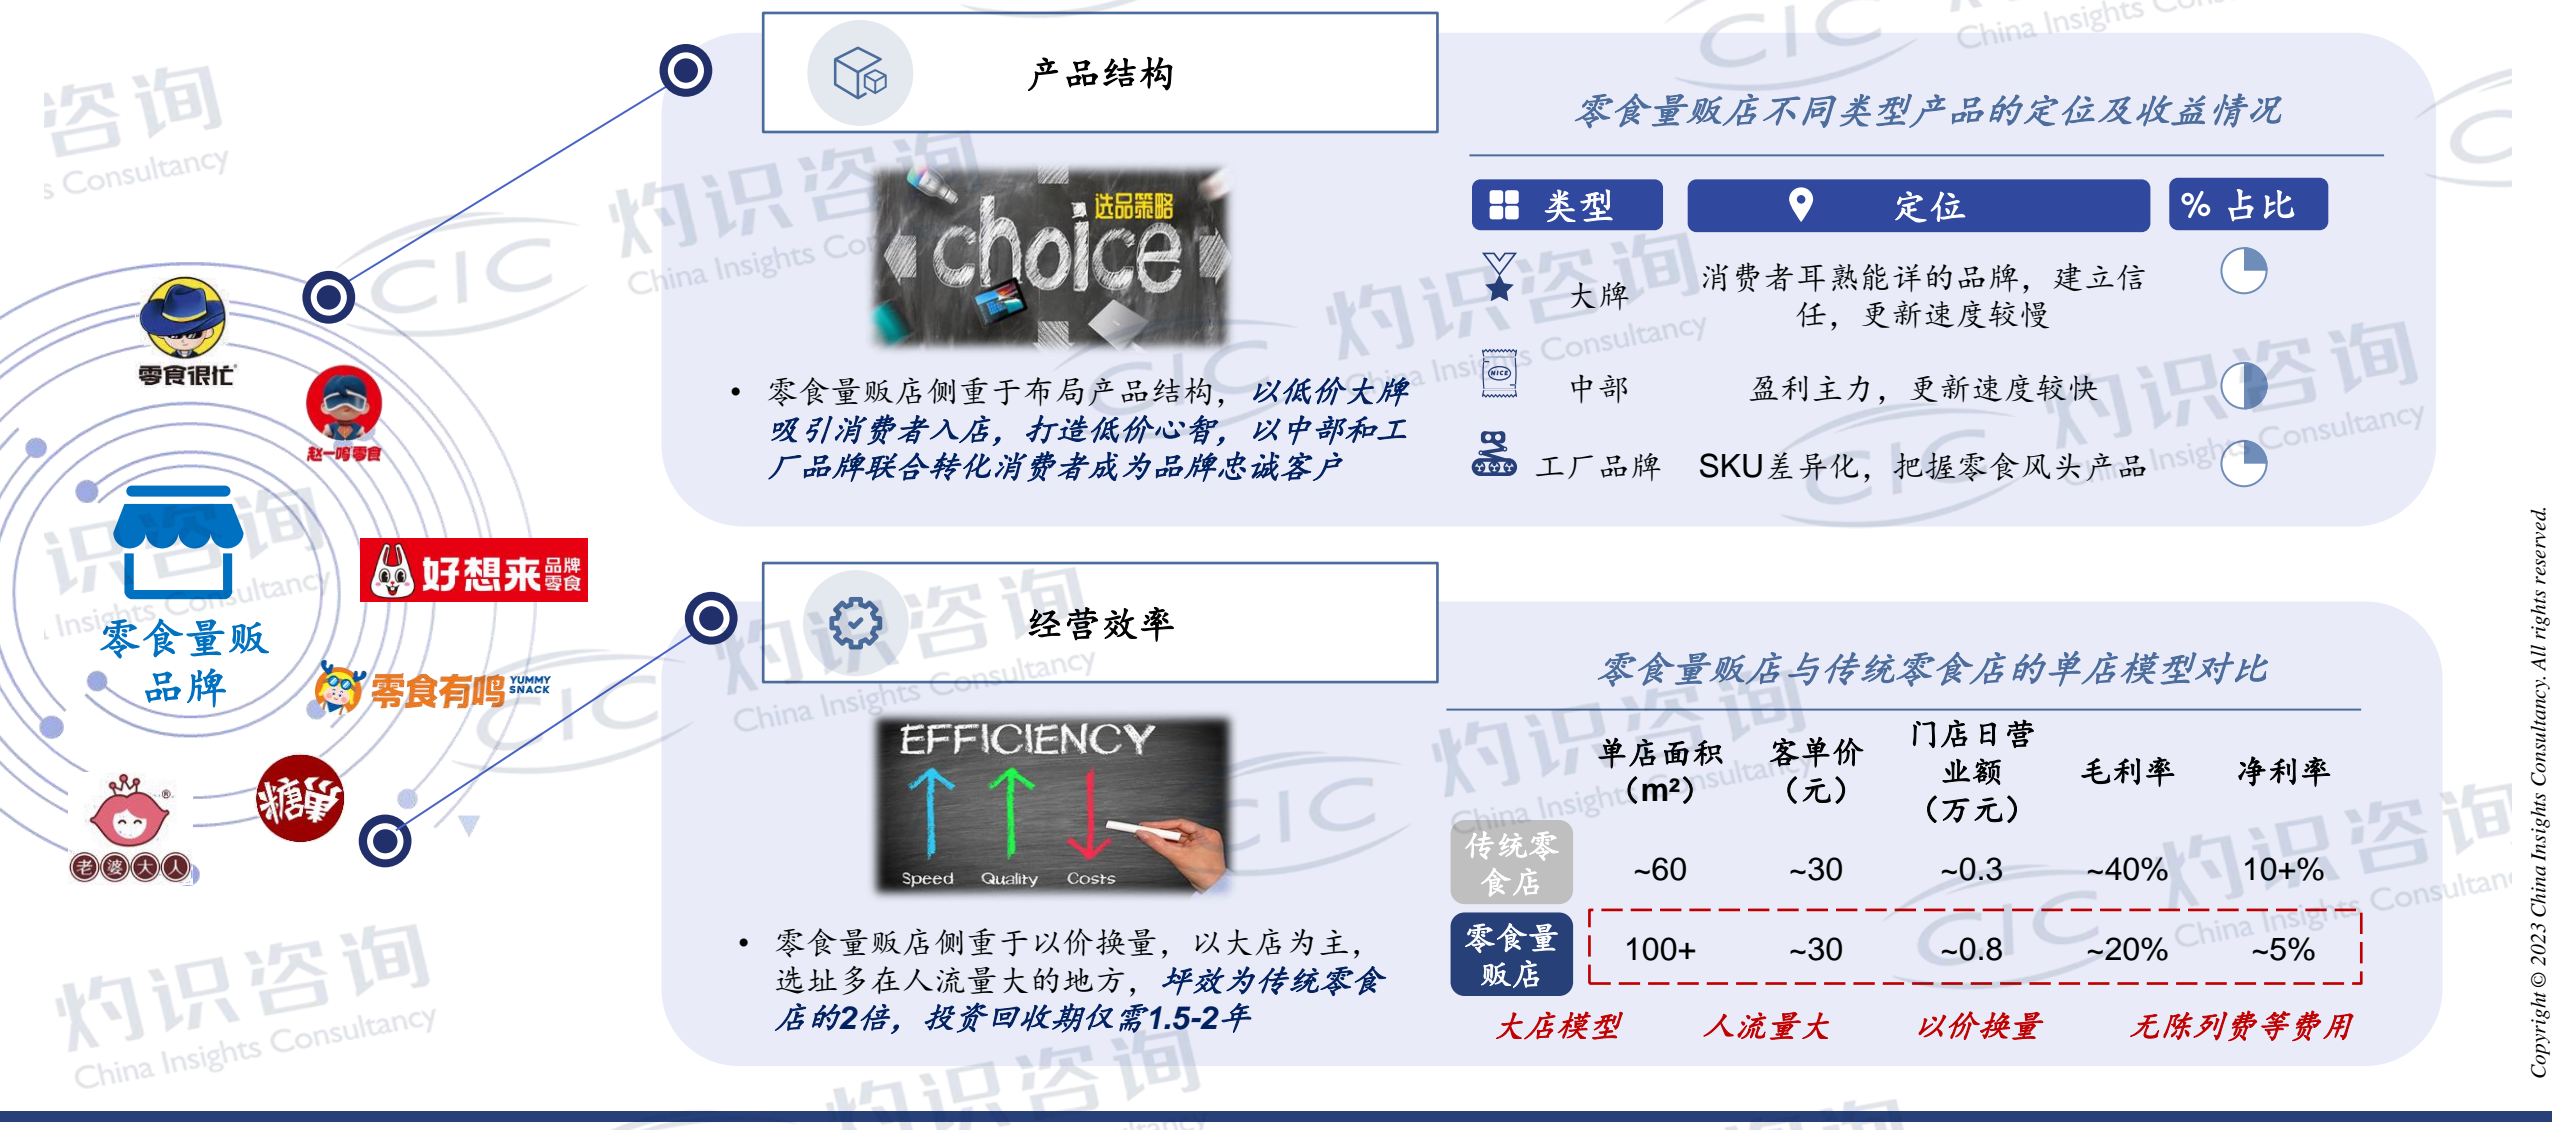 零食很忙
赵一鸣零食
零食量贩
品牌
好想来 品牌零食
零食有鸣 YUMMY SNACK
糖巢
老婆大人
产品结构
选品策略
choice
• 零食量贩店侧重于布局产品结构，以低价大牌
吸引消费者入店，打造低价心智，以中部和工
厂品牌联合转化消费者成为品牌忠诚客户
零食量贩店不同类型产品的定位及收益情况
类型 定位 % 占比
大牌 消费者耳熟能详的品牌，建立信
任，更新速度较慢
NICE
中部 盈利主力，更新速度较快
工厂品牌 SKU差异化，把握零食风头产品
经营效率
EFFICIENCY
Speed Quality Costs
• 零食量贩店侧重于以价换量，以大店为主，
选址多在人流量大的地方，坪效为传统零食
店的2倍，投资回收期仅需1.5-2年
零食量贩店与传统零食店的单店模型对比
单店面积
（m²）
客单价
（元）
门店日营
业额
（万元）
毛利率
净利率
传统零
食店
~60 ~30 ~0.3 ~40% 10+%
零食量
贩店
100+ ~30 ~0.8 ~20% ~5%
大店模型 人流量大 以价换量 无陈列费等费用
Copyright © 2023 China Insights Consultancy. All rights reserved.
CIC 灼识咨询
China Insights Consultancy